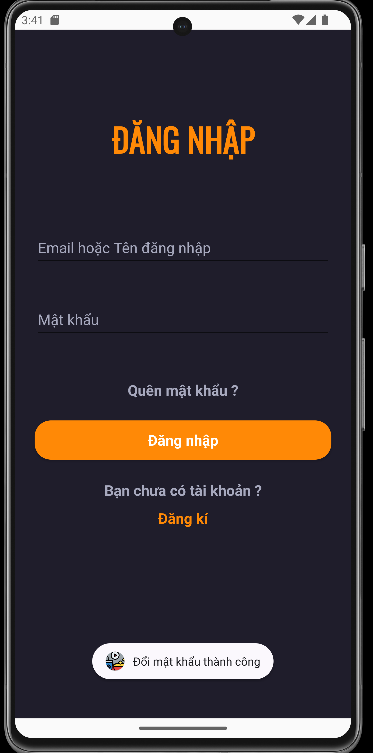 3:41
ĐĂNG NHẬP
Email hoặc Tên đăng nhập
Mật khẩu
Quên mật khẩu ?
Đăng nhập
Bạn chưa có tài khoản ?
Đăng kí
Đổi mật khẩu thành công